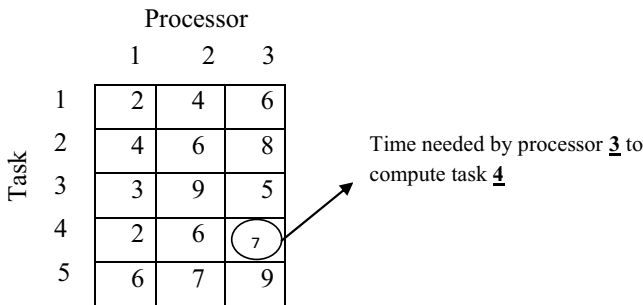 Processor
1 2 3
1 2 4 6
2 4 6 8
Time needed by processor 3 to
compute task 4
Task
3 3 9 5
4 2 6 7
5 6 7 9